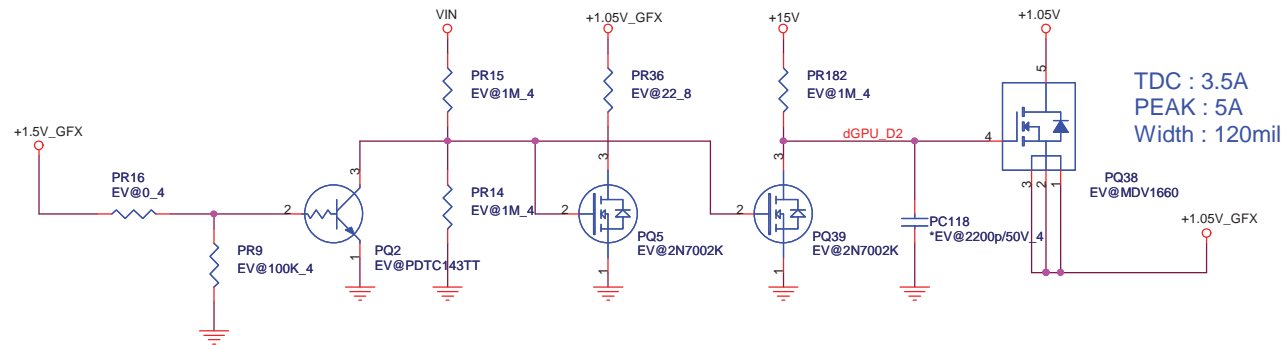 VIN
+1.05V_GFX
+15V
+1.05V
5
PR15
EV@1M_4
PR36
EV@22_8
PR182
EV@1M_4
TDC : 3.5A
PEAK : 5A
Width : 120mil
+1.5V_GFX
dGPU_D2
4
PR16
EV@0_4
3
3
3
PQ38
EV@MDV1660
3
2
1
2
PR14
EV@1M_4
2
2
PC118
*EV@2200p/50V_4
+1.05V_GFX
PR9
EV@100K_4
1
PQ2
EV@PDTC143TT
1
PQ5
EV@2N7002K
1
PQ39
EV@2N7002K